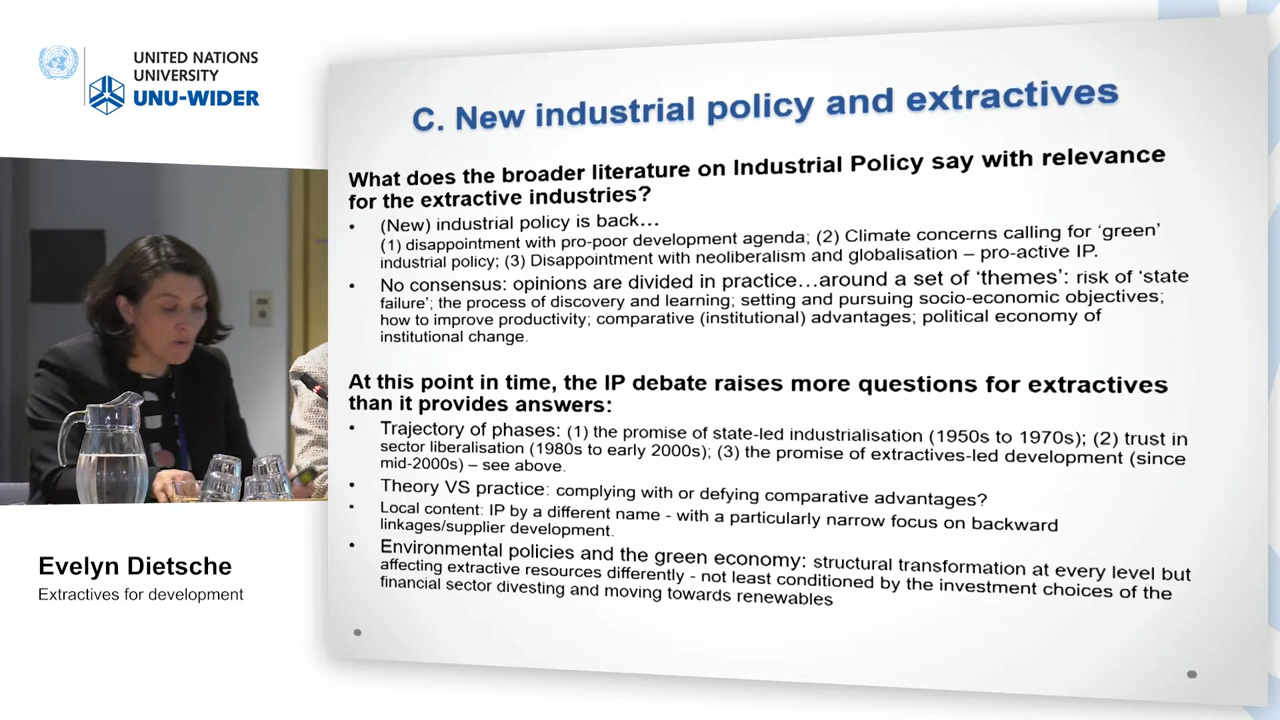 UNITED NATIONS
UNIVERSITY
UNU-WIDER
C. New industrial policy and extractives
What does the broader literature on Industrial Policy say with relevance
for the extractive industries?
• (New) industrial policy is back…
(1) disappointment with pro-poor development agenda; (2) Climate concerns calling for ‘green’
industrial policy; (3) Disappointment with neoliberalism and globalisation – pro-active IP.
• No consensus: opinions are divided in practice…around a set of ‘themes’: risk of ‘state
failure’; the process of discovery and learning; setting and pursuing socio-economic objectives;
how to improve productivity; comparative (institutional) advantages; political economy of
institutional change.
At this point in time, the IP debate raises more questions for extractives
than it provides answers:
• Trajectory of phases: (1) the promise of state-led industrialisation (1950s to 1970s); (2) trust in
sector liberalisation (1980s to early 2000s); (3) the promise of extractives-led development (since
mid-2000s) – see above.
• Theory VS practice: complying with or defying comparative advantages?
• Local content: IP by a different name - with a particularly narrow focus on backward
linkages/supplier development.
• Environmental policies and the green economy: structural transformation at every level but
affecting extractive resources differently - not least conditioned by the investment choices of the
financial sector divesting and moving towards renewables
Evelyn Dietsche
Extractives for development